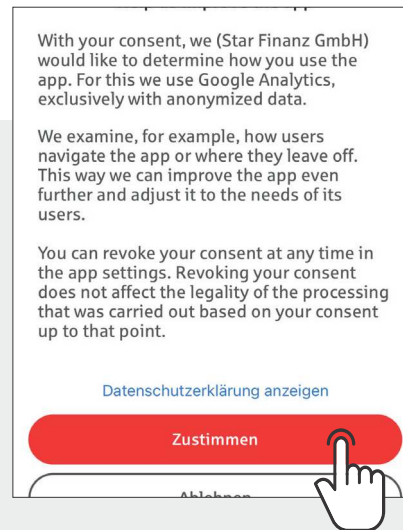 With your consent, we (Star Finanz GmbH)
would like to determine how you use the
app. For this we use Google Analytics,
exclusively with anonymized data.
We examine, for example, how users
navigate the app or where they leave off.
This way we can improve the app even
further and adjust it to the needs of its
users.
You can revoke your consent at any time in
the app settings. Revoking your consent
does not affect the legality of the processing
that was carried out based on your consent
up to that point.
Datenschutzerklärung anzeigen
Zustimmen
Ablehnen